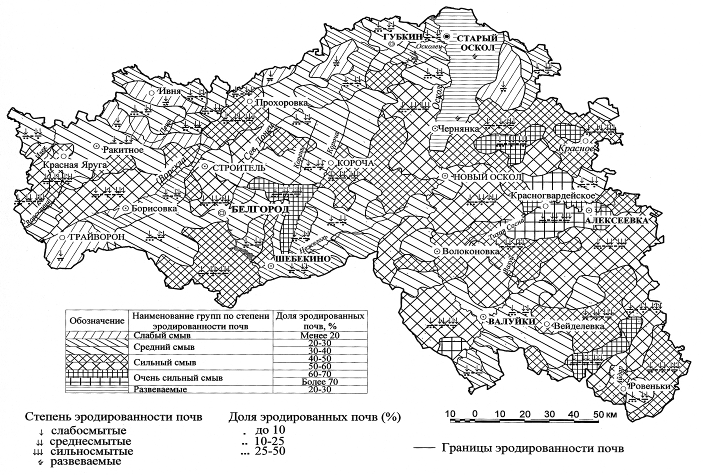 ГУБКИН
СТАРЫЙ
ОСКОЛ
Осколец
Оскол
Ивня
Прохоровка
Чернянка
Короча
Красное
Ракитное
Красная Яруга
СТРОИТЕЛЬ
КОРОЧА
НОВЫЙ ОСКОЛ
Красногвардейское
Борисовка
БЕЛГОРОД
АЛЕКСЕЕВКА
ГРАЙВОРОН
ШЕБЕКИНО
Волоконовка
ВАЛУЙКИ
Вейделевка
Ровеньки
Обозначение
Наименование групп по степени
эродированности почв
Доля эродированных
почв, %
Слабый смыв
Менее 20
Средний смыв
20-30
30-40
Сильный смыв
40-50
50-60
Очень сильный смыв
60-70
Более 70
Развеваемые
20-30
10 0 10 20 30 40 50 км
Степень эродированности почв
Доля эродированных почв (%)
слабосмытые
. до 10
среднесмытые
.. 10-25
сильносмытые
... 25-50
развеваемые
Границы эродированности почв